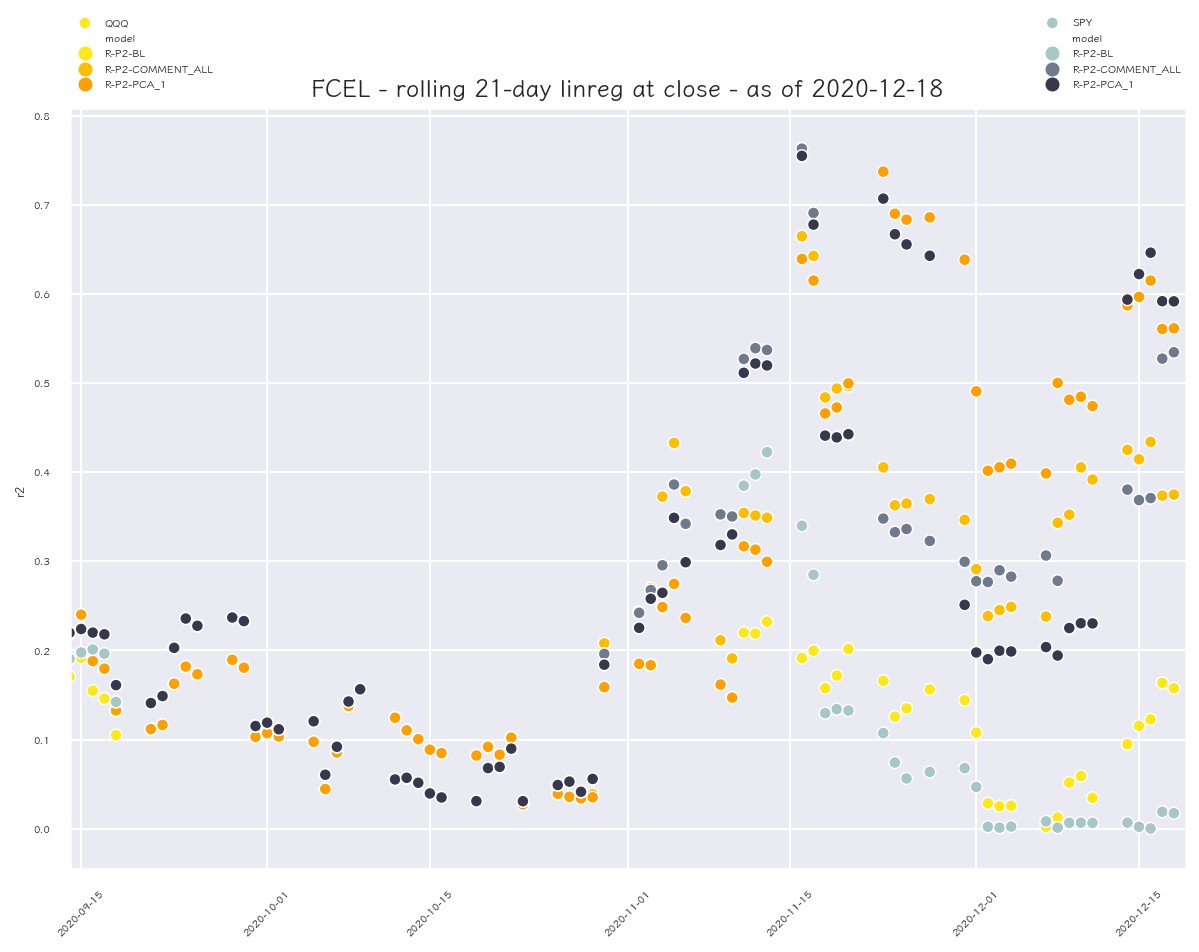 QQQ
model
R-P2-BL
R-P2-COMMENT_ALL
R-P2-PCA_1
SPY
model
R-P2-BL
R-P2-COMMENT_ALL
R-P2-PCA_1
FCEL - rolling 21-day linreg at close - as of 2020-12-18
0.8
0.7
0.6
0.5
0.4
0.3
0.2
0.1
0.0
r2
2020-09-15
2020-10-01
2020-10-15
2020-11-01
2020-11-15
2020-12-01
2020-12-15